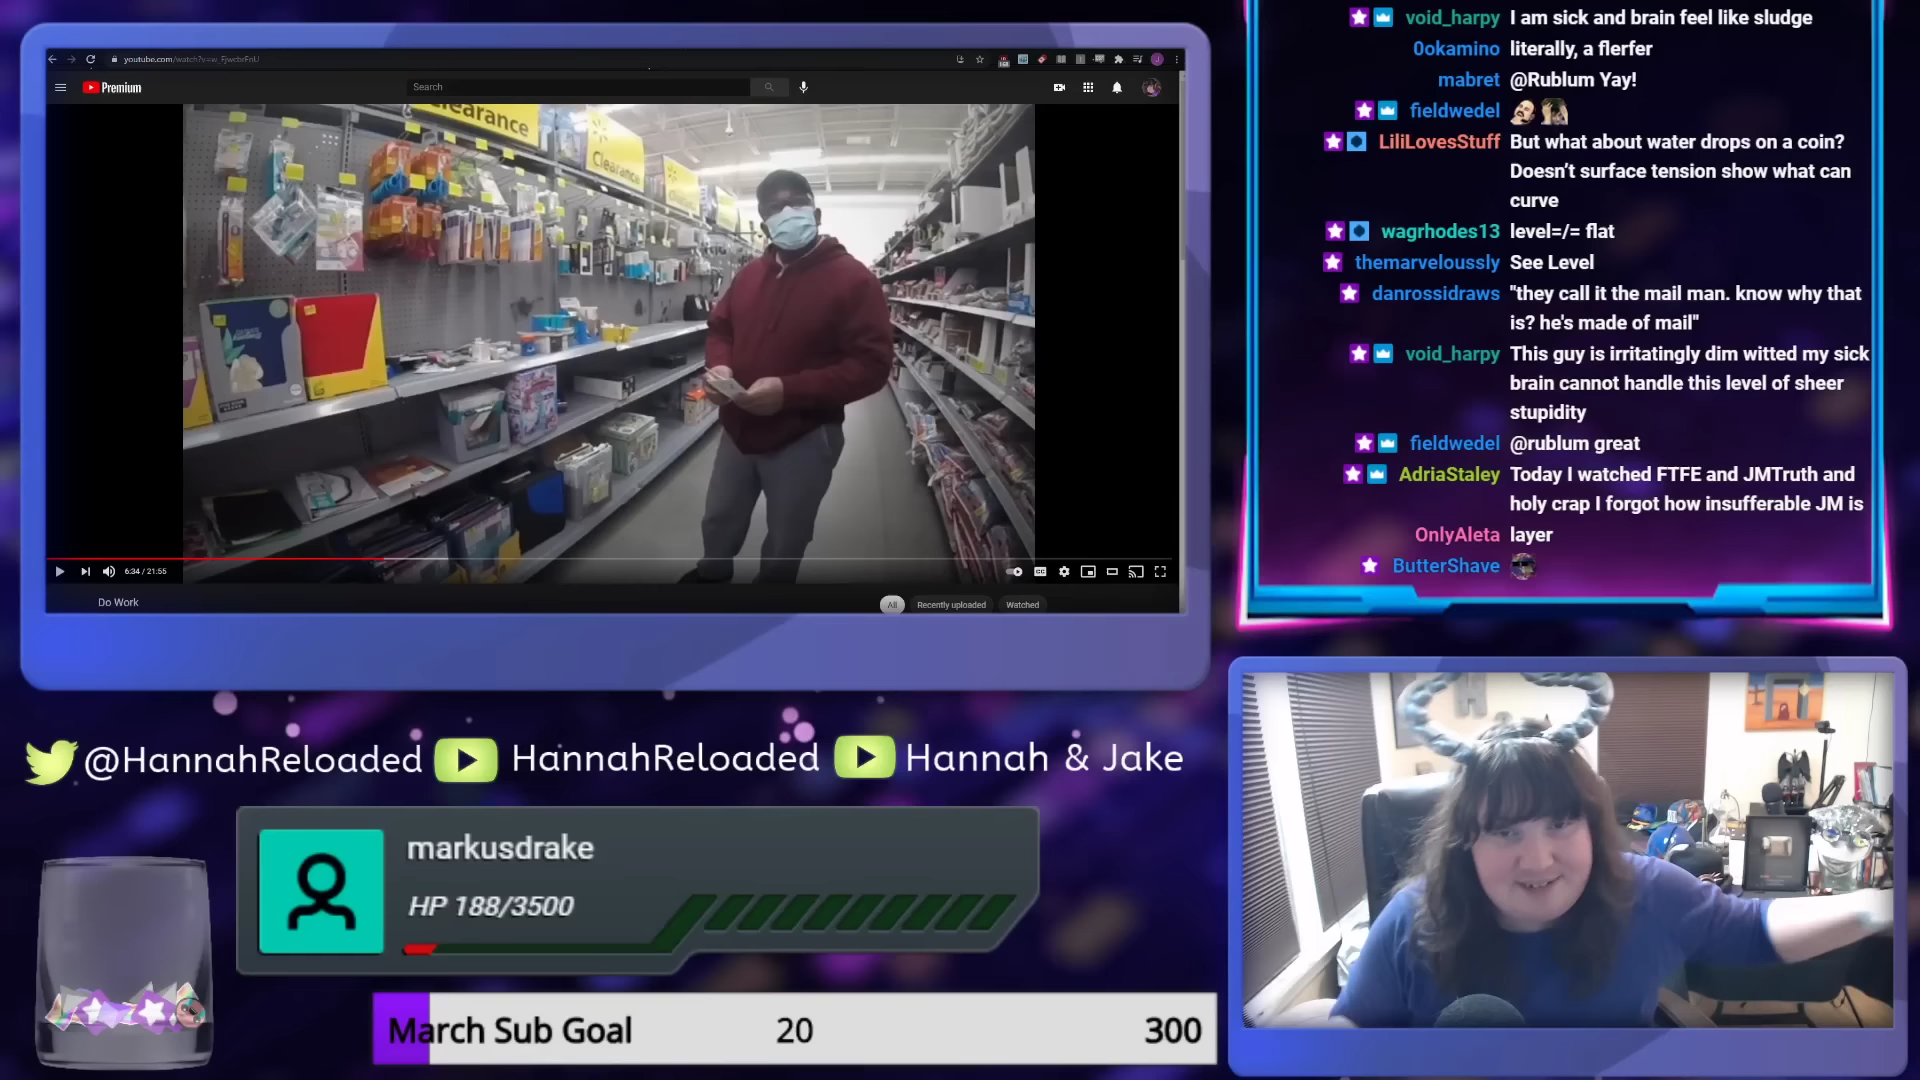 youtube.com/watch?v=w_FjwcbrFnU
Premium
Search
Clearance
Clearance
6:34 / 21:55
CC
Do Work
All
Recently uploaded
Watched
void_harpy I am sick and brain feel like sludge
0okamino literally, a flerfer
mabret @Rublum Yay!
fieldwedel
LiliLovesStuff But what about water drops on a coin?
Doesn't surface tension show what can
curve
wagrhodes13 level=/= flat
themarveloussly See Level
danrossidraws "they call it the mail man. know why that
is? he's made of mail"
void_harpy This guy is irritatingly dim witted my sick
brain cannot handle this level of sheer
stupidity
fieldwedel @rublum great
AdriaStaley Today I watched FTFE and JMTruth and
holy crap I forgot how insufferable JM is
OnlyAleta layer
ButterShave
@HannahReloaded HannahReloaded Hannah & Jake
markusdrake
HP 188/3500
March Sub Goal 20 300